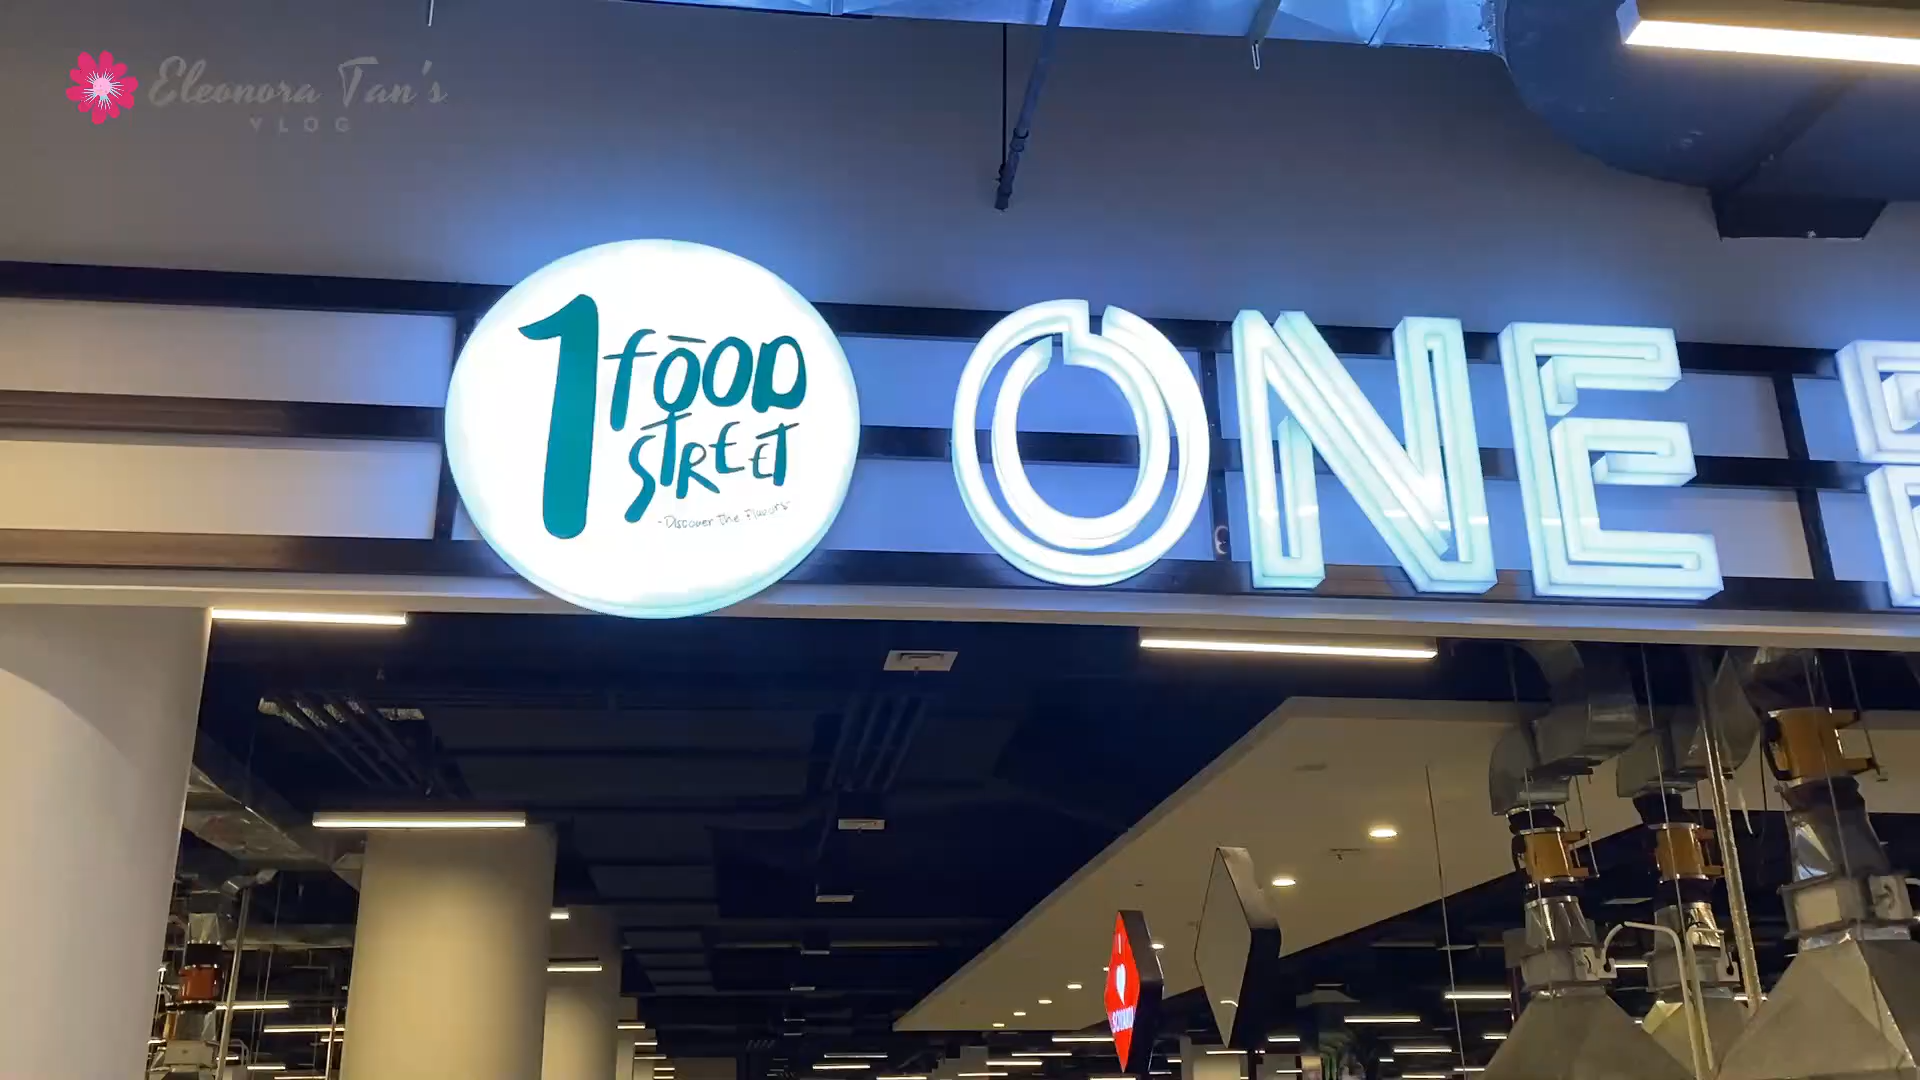 Eleonora Tan's
VLOG
1 FOOD
STREET
-Discover the Flavors-
ONE